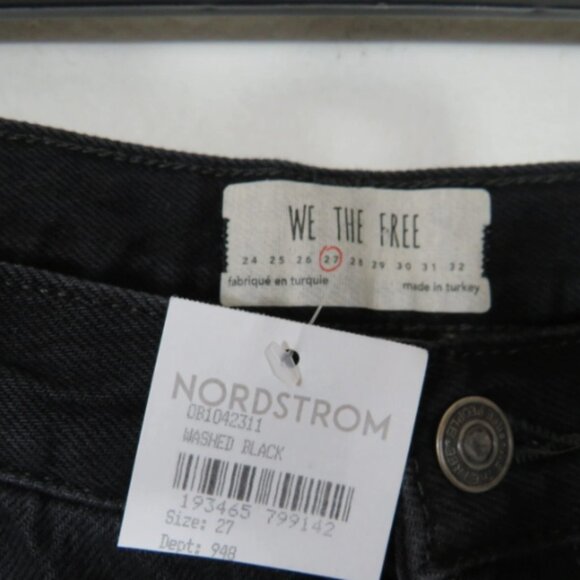 WE THE FREE
24 25 26 27 28 29 30 31 32
fabriqué en turquie made in turkey
NORDSTROM
OB1042311
WASHED BLACK
193465 799142
Size: 27
Dept: 948